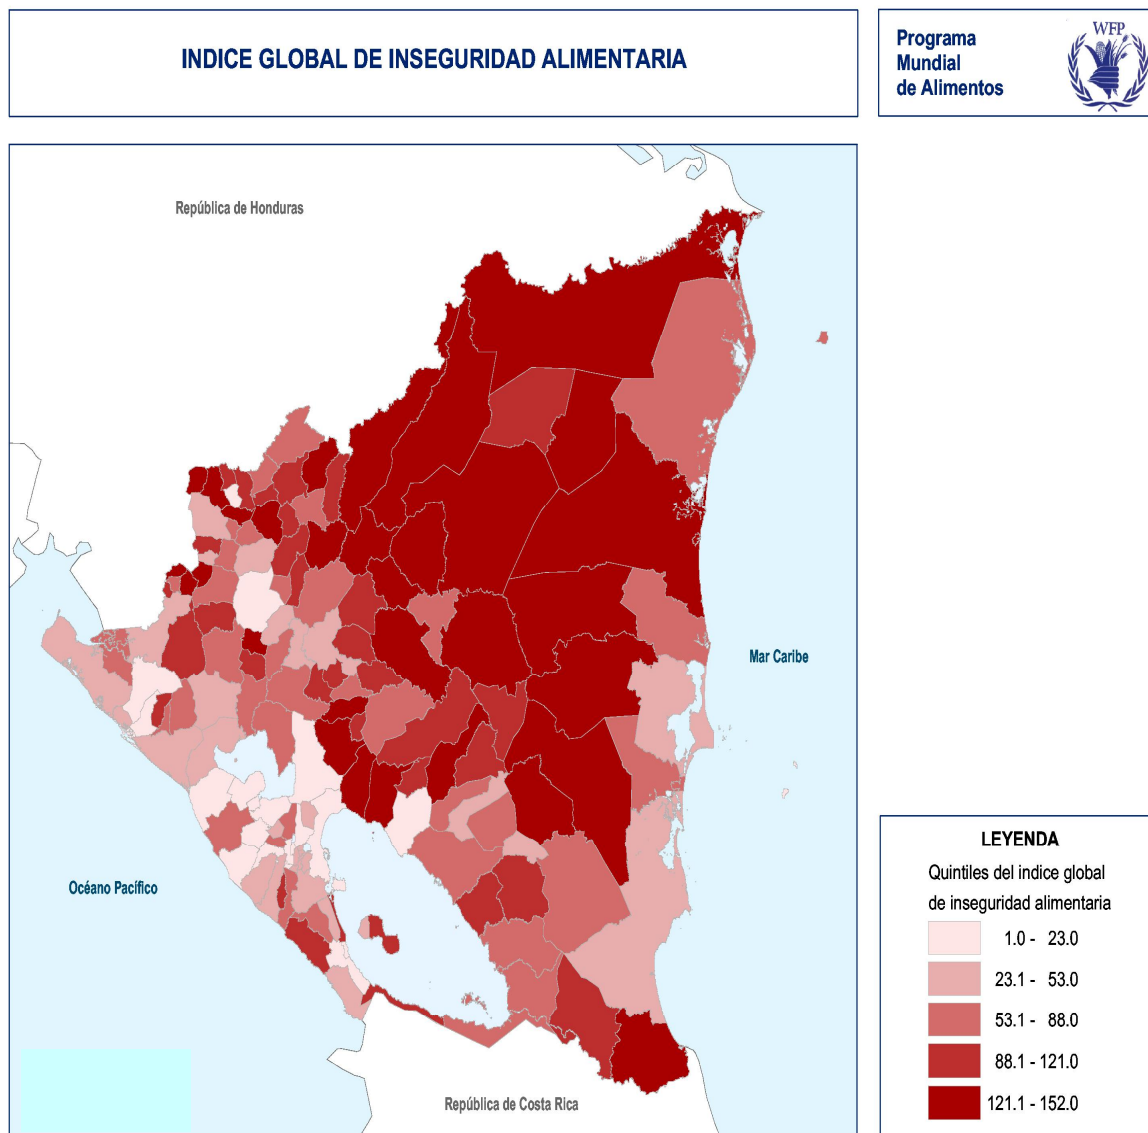 INDICE GLOBAL DE INSEGURIDAD ALIMENTARIA
Programa
Mundial
de Alimentos
WFP
República de Honduras
Mar Caribe
Océano Pacífico
República de Costa Rica
LEYENDA
Quintiles del indice global
de inseguridad alimentaria
1.0 - 23.0
23.1 - 53.0
53.1 - 88.0
88.1 - 121.0
121.1 - 152.0